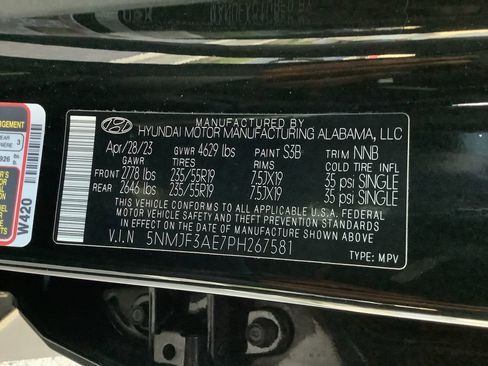 MANUFACTURED BY
HYUNDAI MOTOR MANUFACTURING ALABAMA, LLC
Apr/28/23 GVWR 4629 lbs PAINT S3B TRIM NNB
GAWR TIRES RIMS COLD TIRE INFL
FRONT 2778 lbs 235/55R19 7.5JX19 35 psi SINGLE
REAR 2646 lbs 235/55R19 7.5JX19 35 psi SINGLE
THIS VEHICLE CONFORMS TO ALL APPLICABLE U.S.A. FEDERAL
MOTOR VEHICLE SAFETY BUMPER, AND THEFT PREVENTION STANDARDS
IN EFFECT ON THE DATE OF MANUFACTURE SHOWN ABOVE
V.I.N 5NMJF3AE7PH267581
TYPE: MPV
W420
3